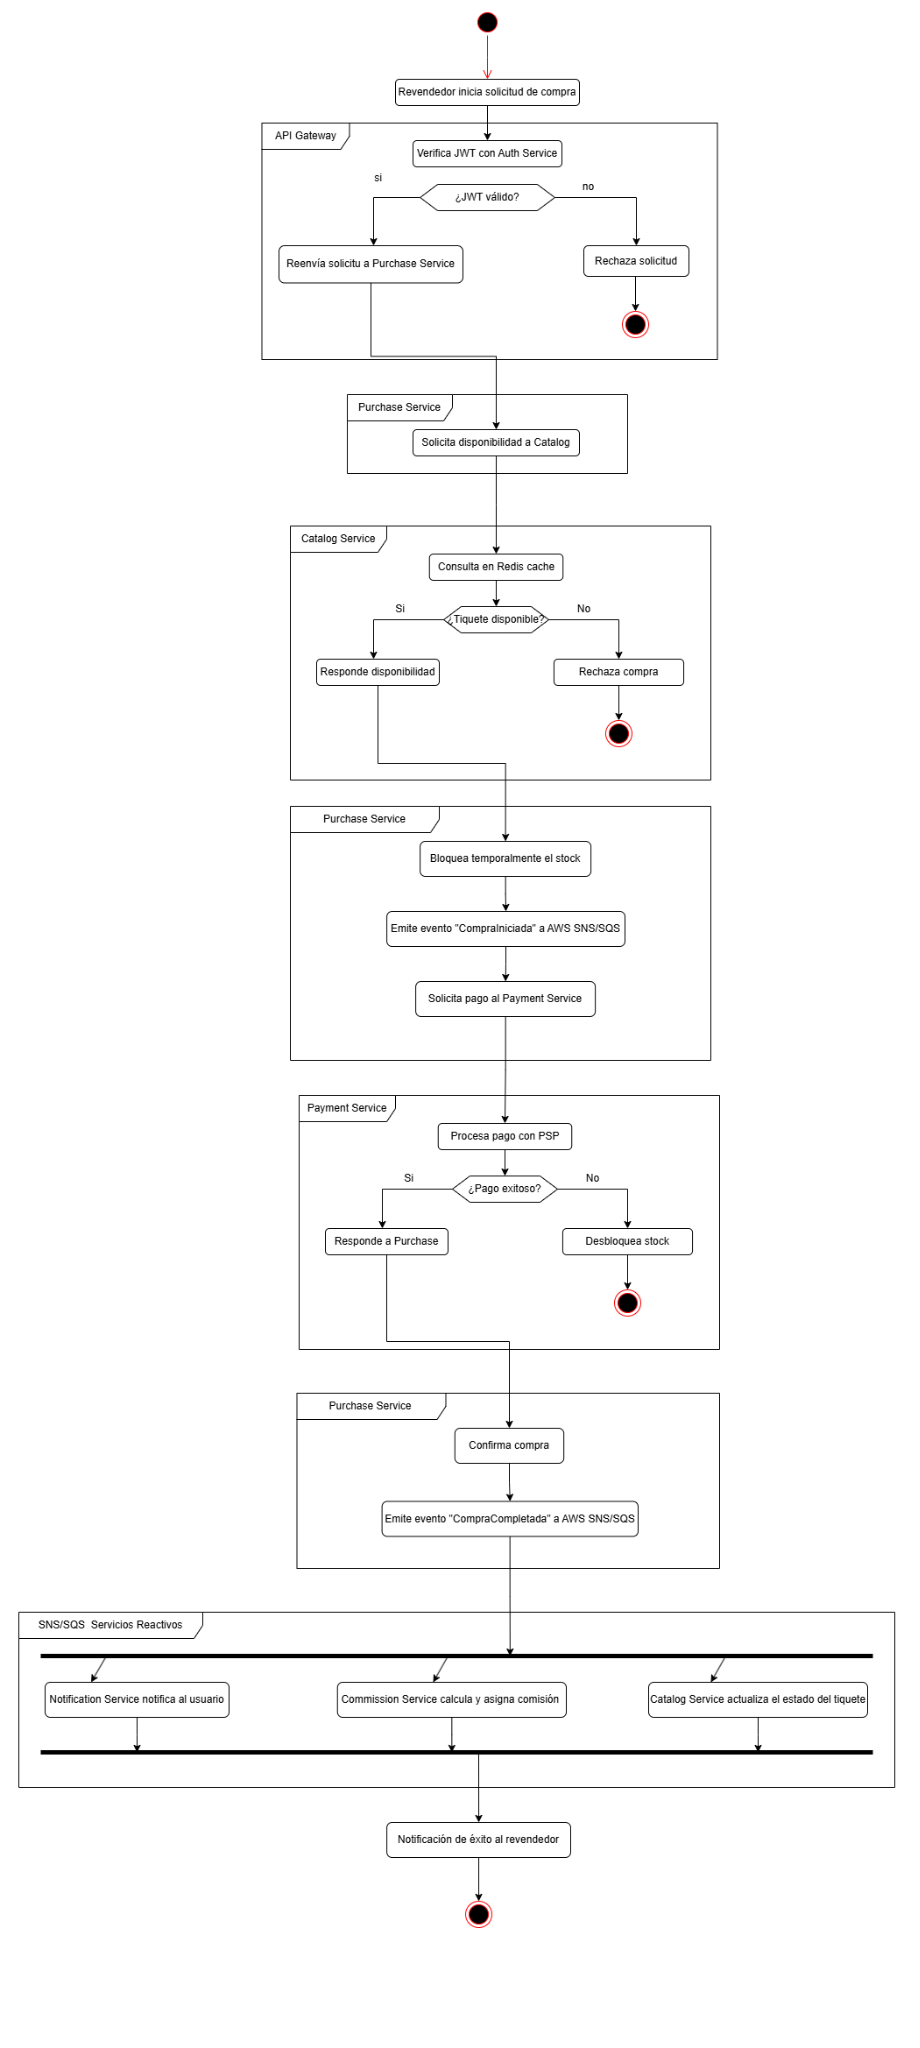 Revendedor inicia solicitud de compra
API Gateway
Verifica JWT con Auth Service
si
¿JWT válido?
no
Reenvía solicitu a Purchase Service
Rechaza solicitud
Purchase Service
Solicita disponbilidad a Catalog
Catalog Service
Consulta en Redis cache
Si
¿Tiquete disponible?
No
Responde disponibilidad
Rechaza compra
Purchase Service
Bloquea temporalmente el stock
Emite evento "CompraIniciada" a AWS SNS/SQS
Solicita pago al Payment Service
Payment Service
Procesa pago con PSP
Si
¿Pago exitoso?
No
Responde a Purchase
Desbloquea stock
Purchase Service
Confirma compra
Emite evento "CompraCompletada" a AWS SNS/SQS
SNS/SQS Servicios Reactivos
Notification Service notifica al usuario
Commission Service calcula y asigna comisión
Catalog Service actualiza el estado del tiquete
Notificación de éxito al revendedor